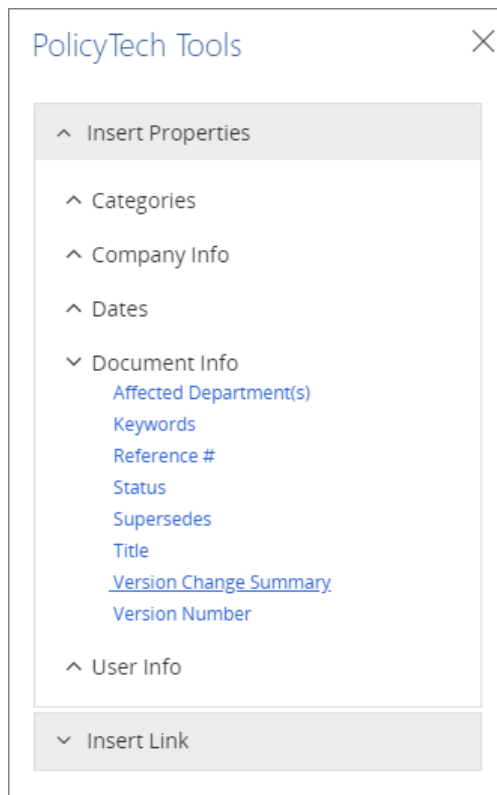 PolicyTech Tools
Insert Properties
Categories
Company Info
Dates
Document Info
Affected Department(s)
Keywords
Reference #
Status
Supersedes
Title
Version Change Summary
Version Number
User Info
Insert Link